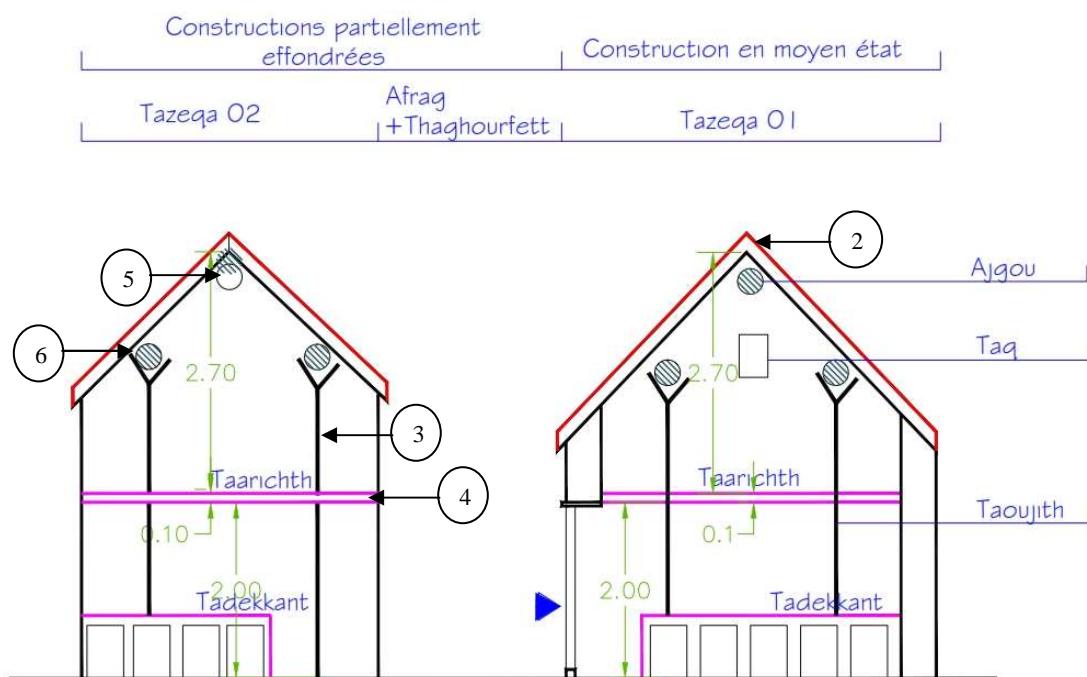 Constructions partiellement
effondrées
Construction en moyen état
Tazeqa 02
Afrag
+Thaghourfett
Tazeqa 01
5
2
Ajgou
6
2.70
2.70
Taq
3
Taarichth
4
Taarichth
0.10
0.1
Taoujith
2.00
2.00
Tadekkant
Tadekkant